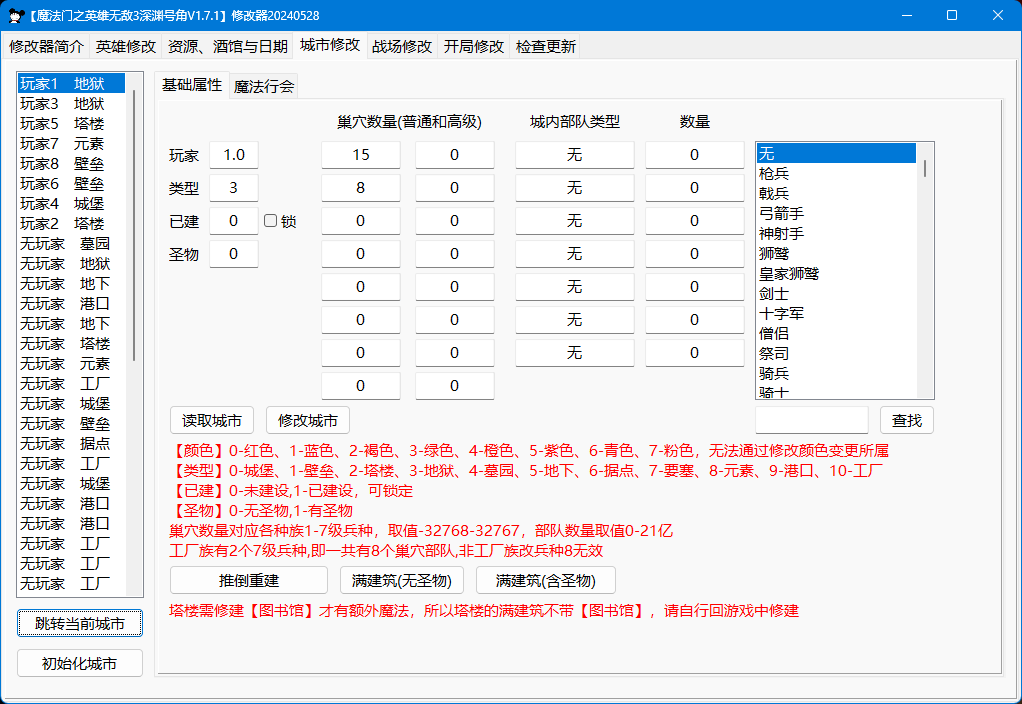 【魔法门之英雄无敌3深渊号角V1.7.1】修改器20240528
修改器简介 英雄修改 资源、酒馆与日期 城市修改 战场修改 开局修改 检查更新
玩家1 地狱
玩家3 地狱
玩家5 塔楼
玩家7 元素
玩家8 壁垒
玩家6 壁垒
玩家4 城堡
玩家2 塔楼
无玩家 墓园
无玩家 地狱
无玩家 地下
无玩家 港口
无玩家 地下
无玩家 塔楼
无玩家 元素
无玩家 工厂
无玩家 城堡
无玩家 壁垒
无玩家 据点
无玩家 工厂
无玩家 城堡
无玩家 港口
无玩家 港口
无玩家 工厂
无玩家 工厂
无玩家 工厂
跳转当前城市
初始化城市
基础属性 魔法行会
巢穴数量(普通和高级) 城内部队类型 数量
玩家 1.0 15 0 无 0
类型 3 8 0 无 0
已建 0 锁 0 0 无 0
圣物 0 0 0 无 0
0 0 无 0
0 0 无 0
0 0 无 0
0 0
无
枪兵
戟兵
弓箭手
神射手
狮鹫
皇家狮鹫
剑士
十字军
僧侣
祭司
骑兵
骑士
读取城市 修改城市 查找
【颜色】0-红色、1-蓝色、2-褐色、3-绿色、4-橙色、5-紫色、6-青色、7-粉色，无法通过修改颜色变更所属
【类型】0-城堡、1-壁垒、2-塔楼、3-地狱、4-墓园、5-地下、6-据点、7-要塞、8-元素、9-港口、10-工厂
【已建】0-未建设,1-已建设，可锁定
【圣物】0-无圣物,1-有圣物
巢穴数量对应各种族1-7级兵种，取值-32768-32767，部队数量取值0-21亿
工厂族有2个7级兵种,即一共有8个巢穴部队,非工厂族改兵种8无效
推倒重建 满建筑(无圣物) 满建筑(含圣物)
塔楼需修建【图书馆】才有额外魔法，所以塔楼的满建筑不带【图书馆】，请自行回游戏中修建